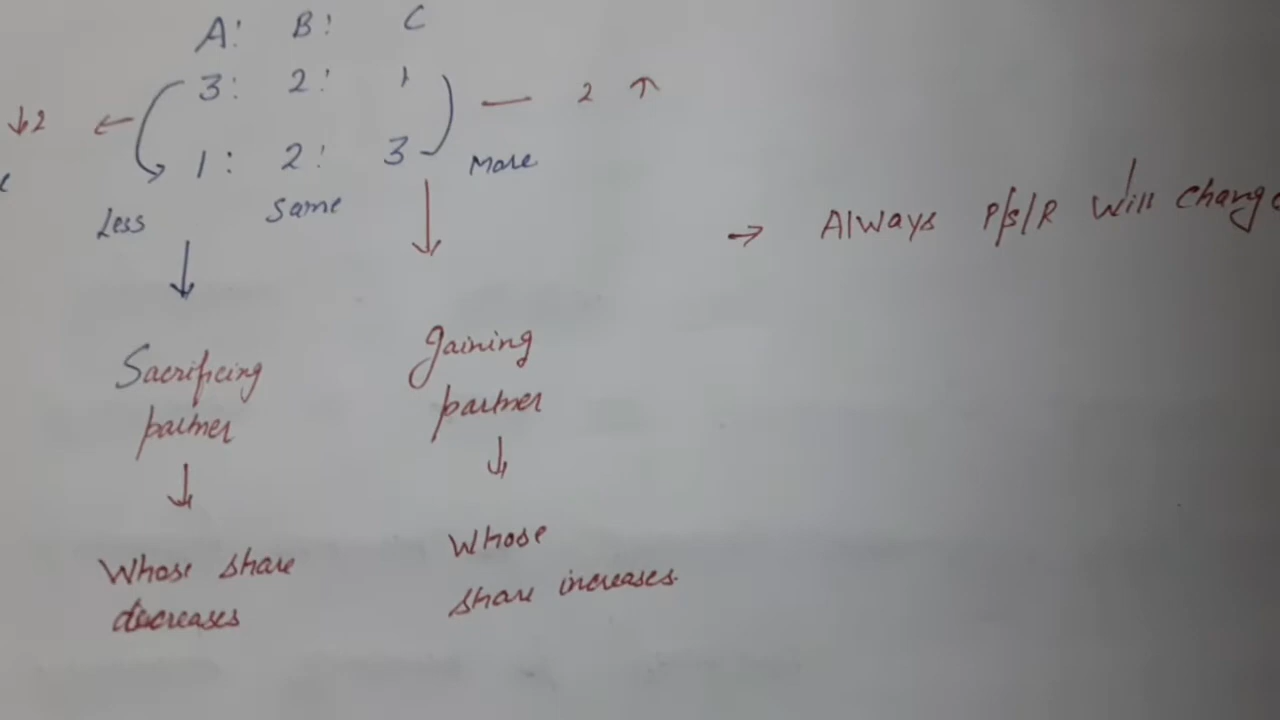 A: B: C
3: 2: 1 — 2 ↑
↓2 ←
1: 2: 3 More
Less Same
→ Always P/S/R will change
↓ ↓
Sacrificing
partner
Gaining
partner
↓ ↓
Whose share
decreases
Whose
share increases.